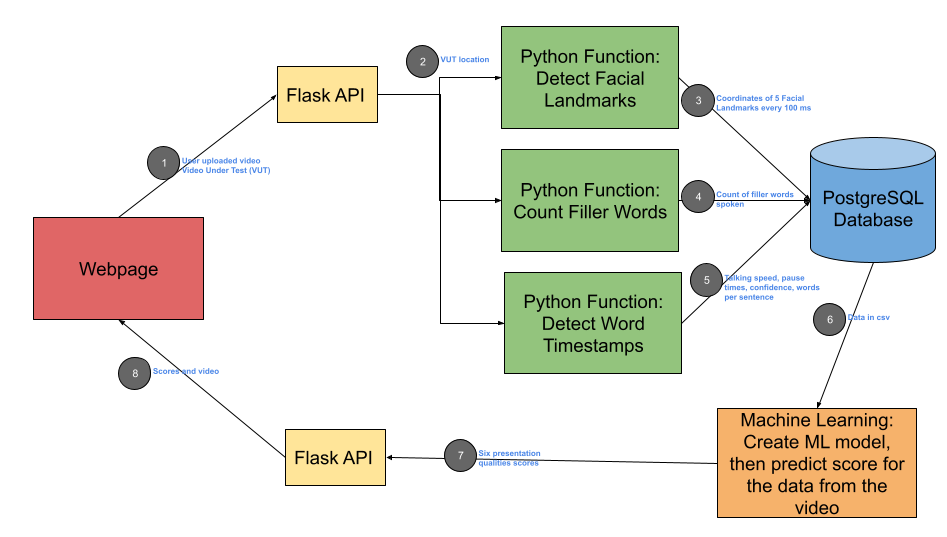 1
User uploaded video
Video Under Test (VUT)
Flask API
2
VUT location
Python Function:
Detect Facial
Landmarks
3
Coordinates of 5 Facial
Landmarks every 100 ms
Python Function:
Count Filler Words
4
Count of filler words
spoken
Python Function:
Detect Word
Timestamps
5
Talking speed, pause
times, confidence, words
per sentence
PostgreSQL
Database
Webpage
6
Data in csv
Machine Learning:
Create ML model,
then predict score for
the data from the
video
7
Six presentation
qualities scores
Flask API
8
Scores and video